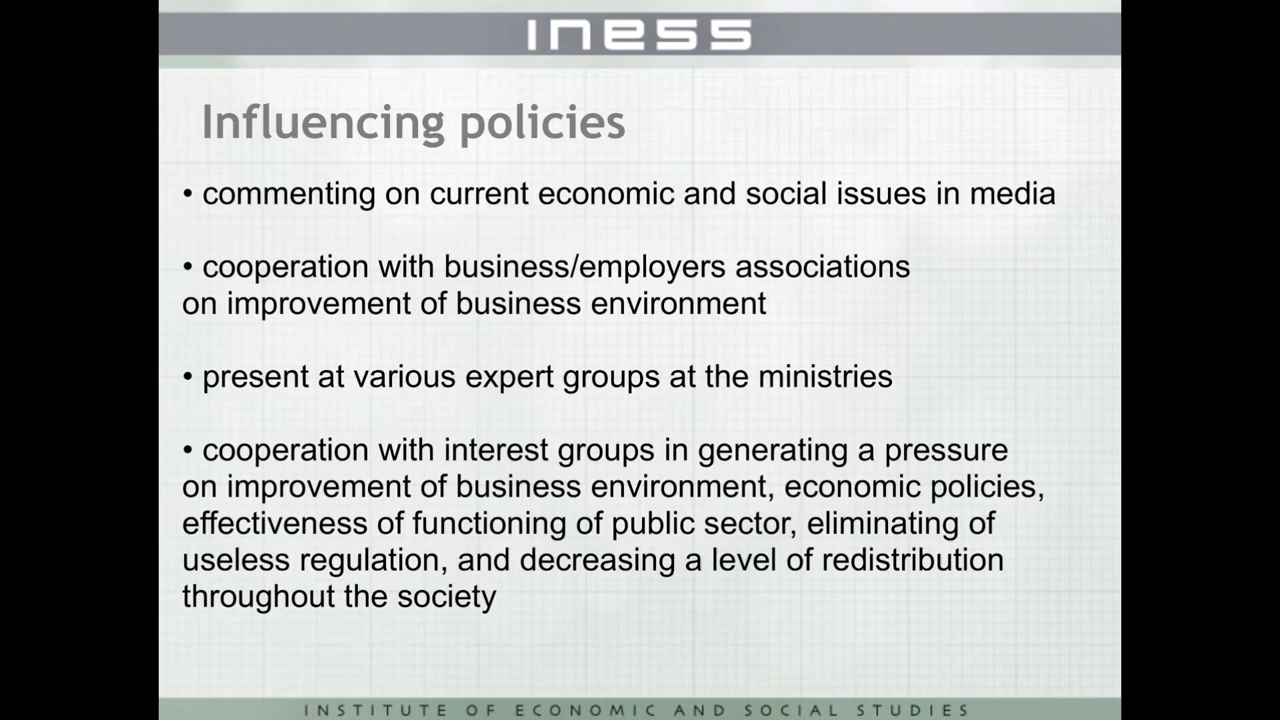 INESS
Influencing policies
• commenting on current economic and social issues in media
• cooperation with business/employers associations
on improvement of business environment
• present at various expert groups at the ministries
• cooperation with interest groups in generating a pressure
on improvement of business environment, economic policies,
effectiveness of functioning of public sector, eliminating of
useless regulation, and decreasing a level of redistribution
throughout the society
INSTITUTE OF ECONOMIC AND SOCIAL STUDIES